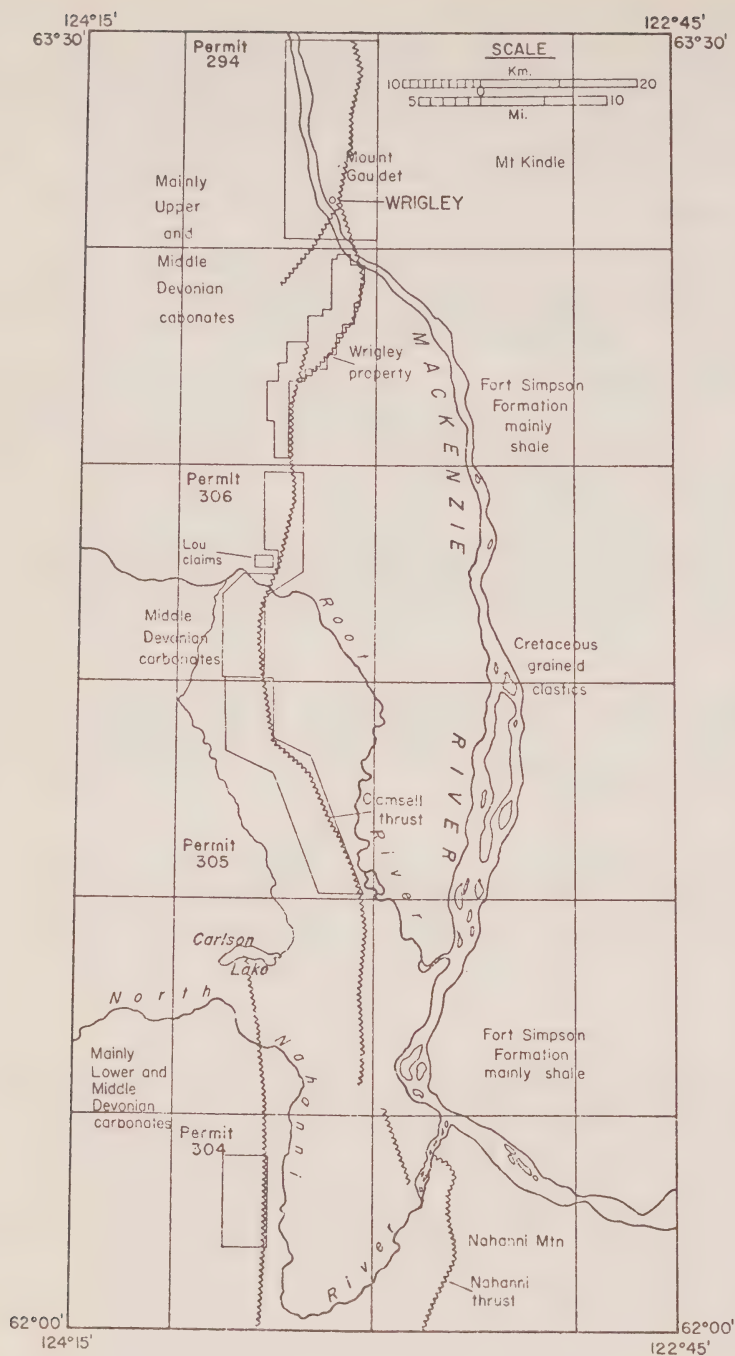 124°15'
122°45'
63°30'
63°30'
Permit
294
SCALE
Km.
10
0
20
5
10
Mi.
Mount
Gaudet
Mt Kindle
Mainly
Upper
and
Middle
Devonian
cabonates
WRIGLEY
Wrigley
property
MACKENZIE
RIVER
Fort Simpson
Formation
mainly
shale
Permit
306
Lou
claims
Root
River
Middle
Devonian
carbonates
Cretaceous
graineld
clastics
Camsell
thrust
Permit
305
Carlson
Lake
North
Nahanni
River
Fort Simpson
Formation
mainly shale
Mainly
Lower and
Middle
Devonian
carbonates
Permit
304
Nahanni Mtn
Nahanni
thrust
62°00'
62°00'
124°15'
122°45'